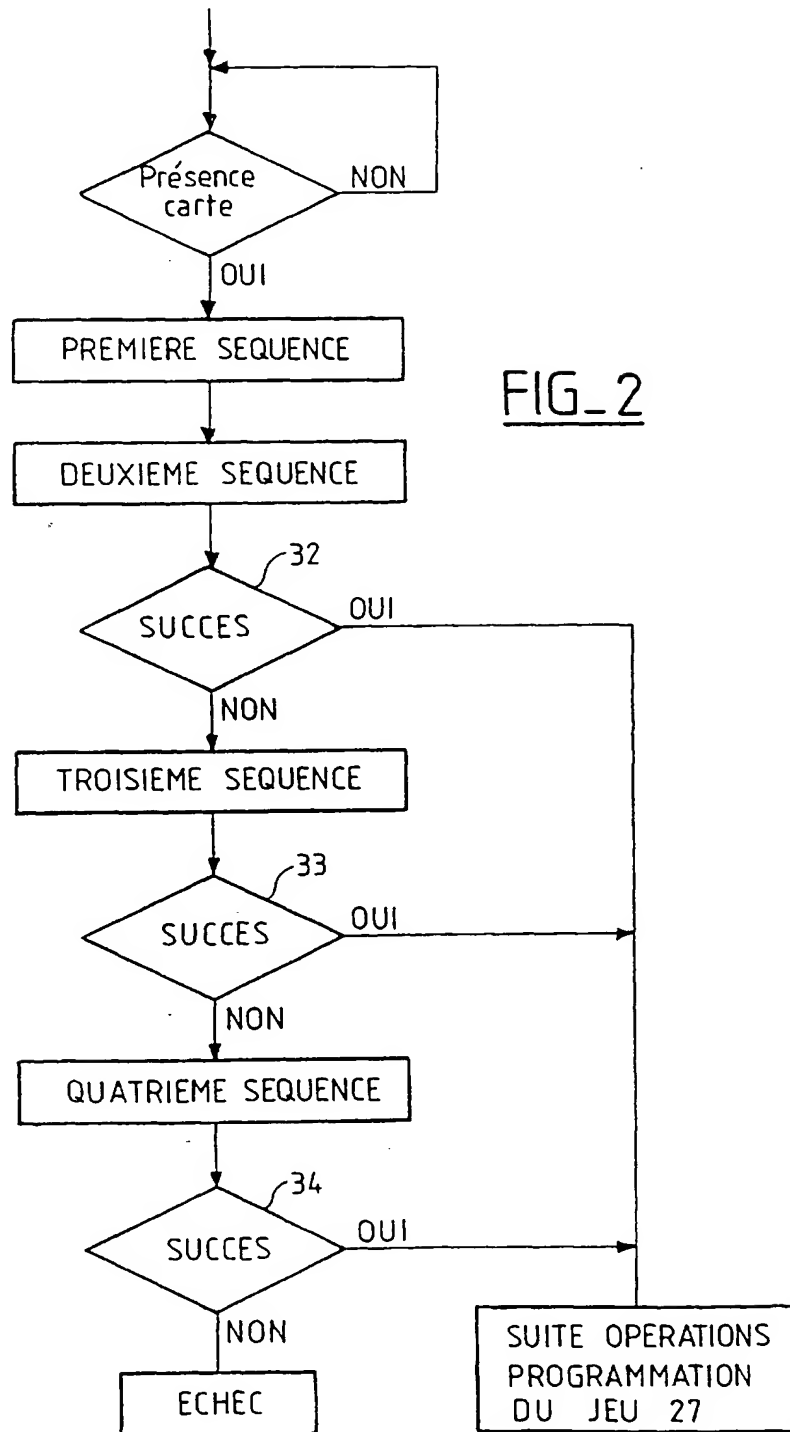 Présence
carte
NON
OUI
PREMIERE SEQUENCE
FIG_2
DEUXIEME SEQUENCE
32
SUCCES
OUI
NON
TROISIEME SEQUENCE
33
SUCCES
OUI
NON
QUATRIEME SEQUENCE
34
SUCCES
OUI
NON
SUITE OPERATIONS
PROGRAMMATION
DU JEU 27
ECHEC